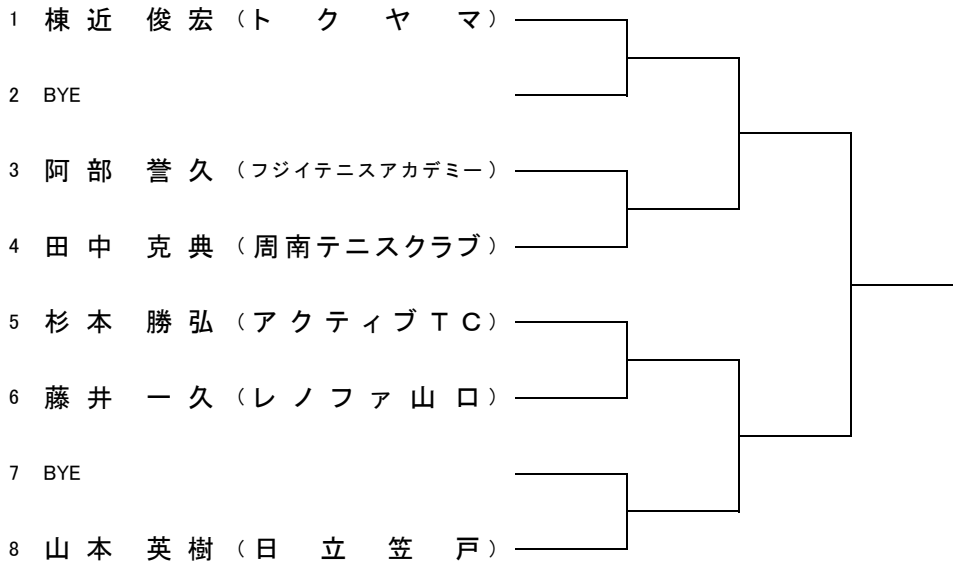 1 棟近 俊宏 (トクヤマ)
2 BYE
3 阿部 誉久 (フジイテニスアカデミー)
4 田中 克典 (周南テニスクラブ)
5 杉本 勝弘 (アクティブTC)
6 藤井 一久 (レノファ山口)
7 BYE
8 山本 英樹 (日立笠戸)